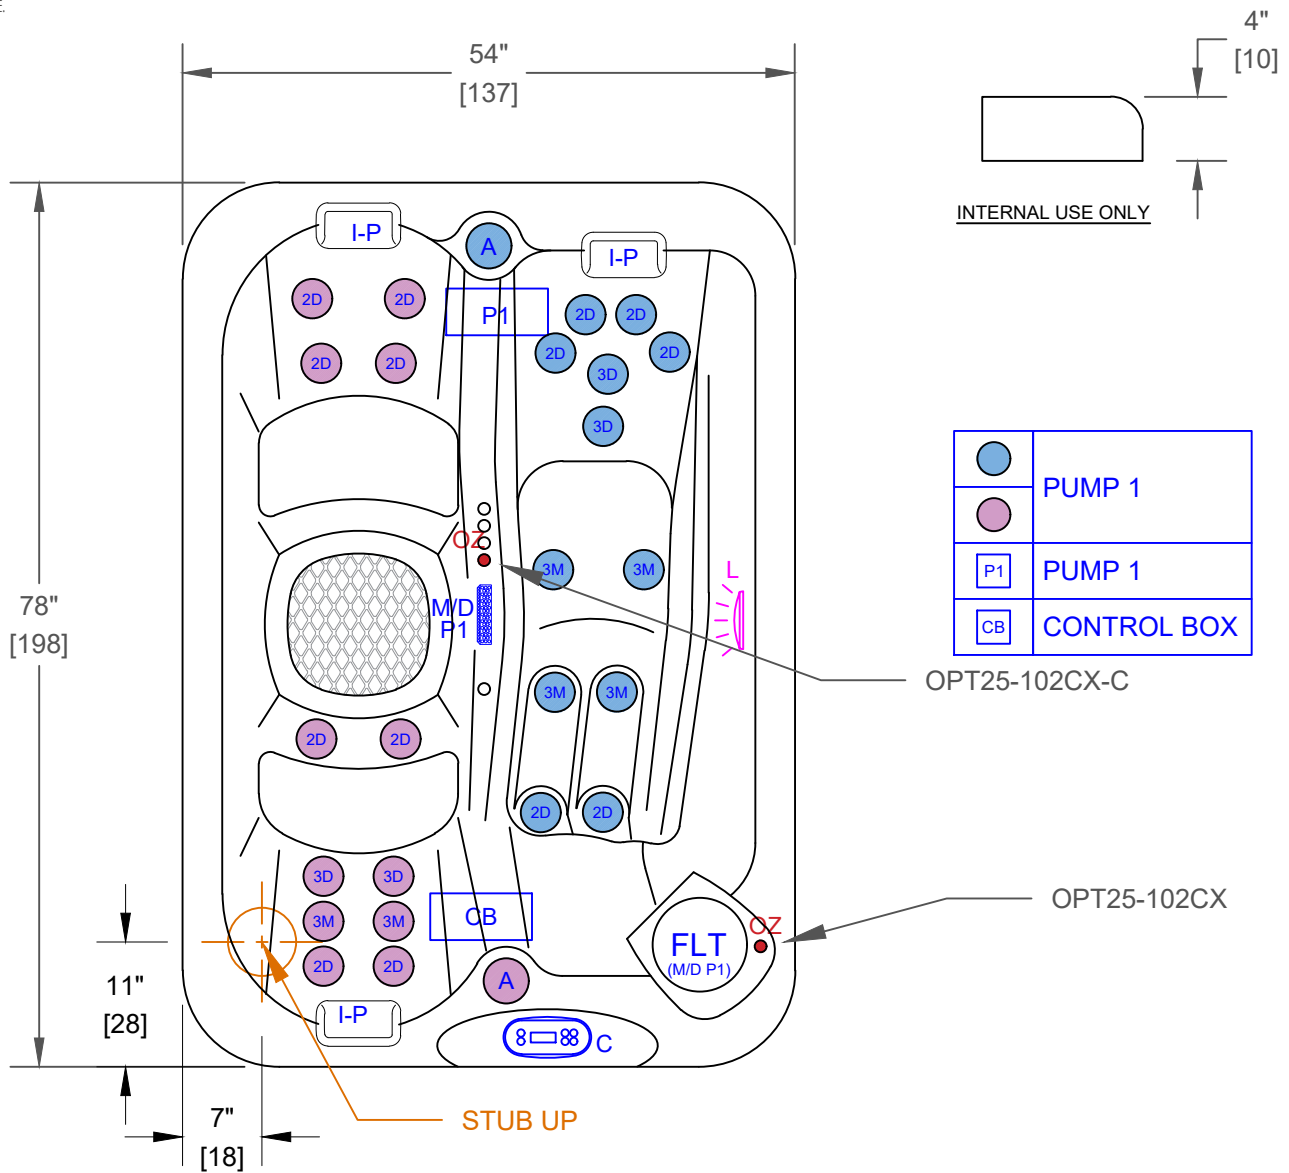 E.
54"
[137]
4"
[10]
INTERNAL USE ONLY
I-P
A
I-P
2D
2D
P1
2D
2D
2D
2D
2D
2D
3D
3D
PUMP 1
OZ
3M
3M
P1
PUMP 1
L
78"
[198]
M/D
P1
CB
CONTROL BOX
OPT25-102CX-C
3M
3M
2D
2D
2D
2D
3D
3D
OPT25-102CX
3M
3M
CB
OZ
FLT
(M/D P1)
2D
2D
A
11"
[28]
I-P
C
7"
[18]
STUB UP